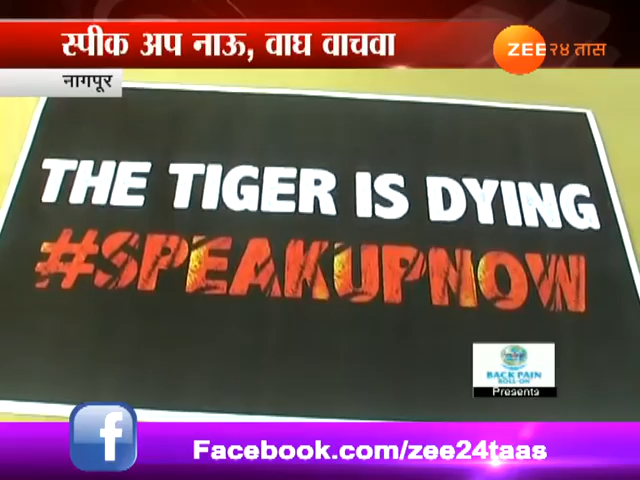 स्पीक अप नाऊ, वाघ वाचवा
ZEE २४ तास
नागपूर
THE TIGER IS DYING
#SPEAKUPNOW
BACK PAIN
ROLL-ON
Presents
f
Facebook.com/zee24taas